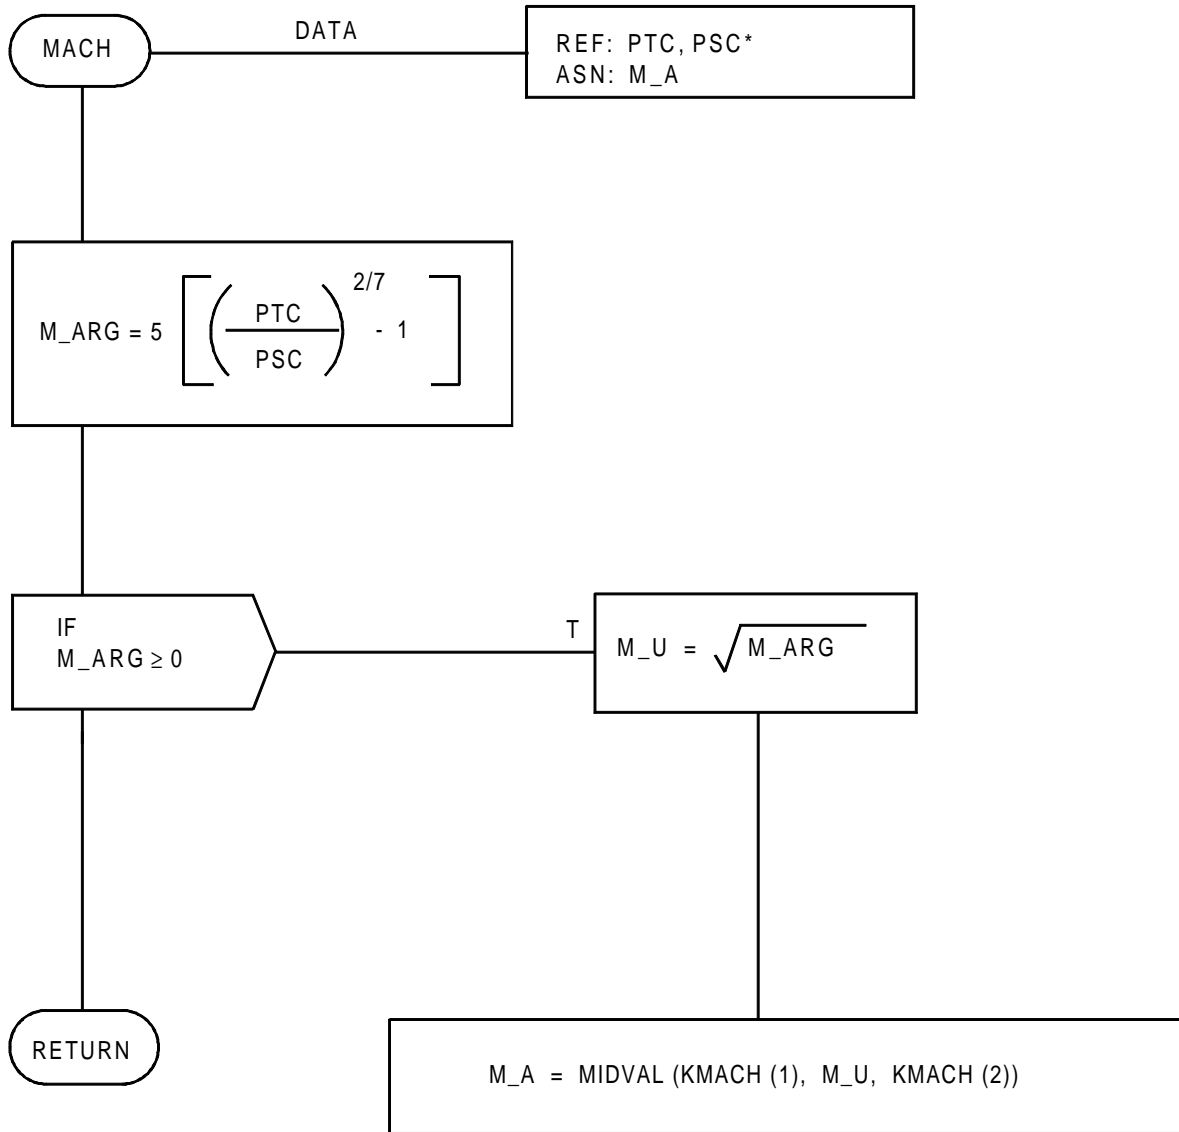 MACH
DATA
REF: PTC, PSC*
ASN: M_A
M_ARG = 5 [ ( PTC / PSC ) 2/7 - 1 ]
IF
M_ARG ≥ 0
T
M_U = √M_ARG
RETURN
M_A = MIDVAL (KMACH (1), M_U, KMACH (2))